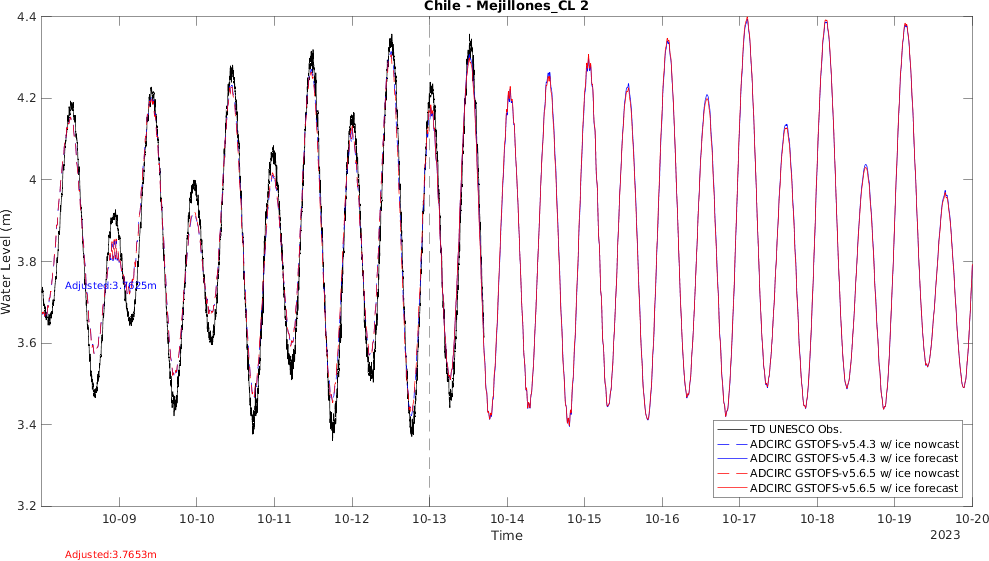 Chile - Mejillones_CL 2
Water Level (m)
4.4
4.2
4
3.8
3.6
3.4
3.2
Adjusted:3.7625m
TD UNESCO Obs.
ADCIRC GSTOFS-v5.4.3 w/ ice nowcast
ADCIRC GSTOFS-v5.4.3 w/ ice forecast
ADCIRC GSTOFS-v5.6.5 w/ ice nowcast
ADCIRC GSTOFS-v5.6.5 w/ ice forecast
10-09 10-10 10-11 10-12 10-13 10-14 10-15 10-16 10-17 10-18 10-19 10-20
Time
2023
Adjusted:3.7653m